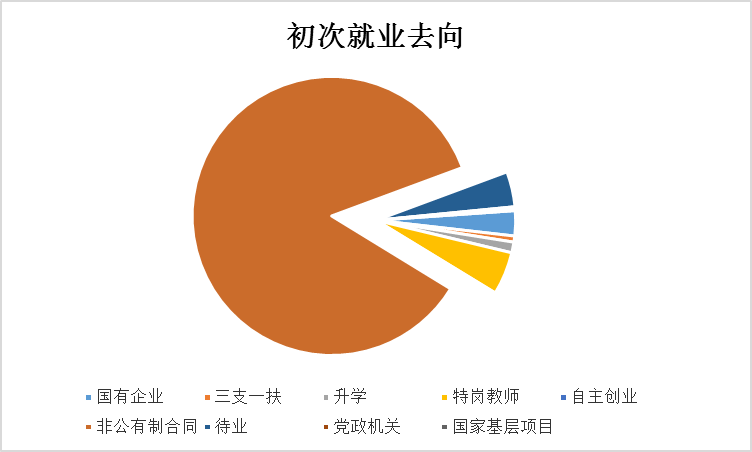 初次就业去向
国有企业 三支一扶 升学 特岗教师 自主创业
非公有制合同 待业 党政机关 国家基层项目